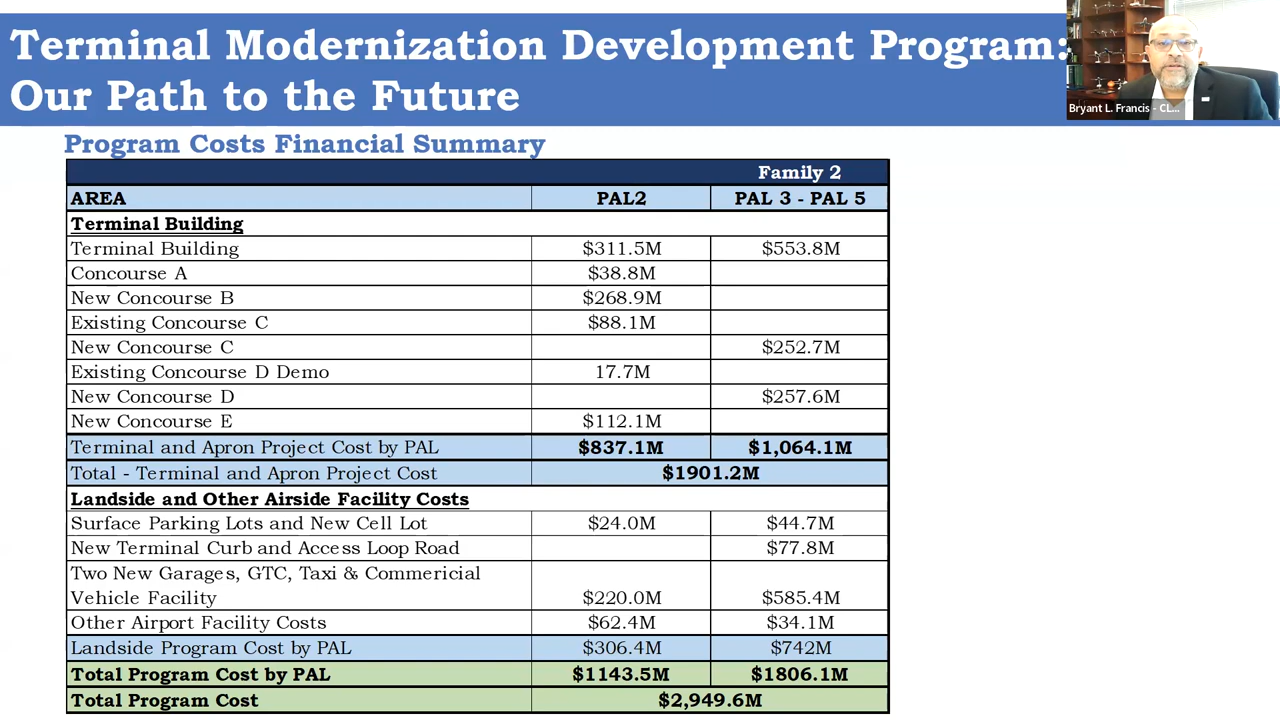 Terminal Modernization Development Program:
Our Path to the Future
Bryant L. Francis - CL...
Program Costs Financial Summary
Family 2
AREA PAL2 PAL 3 - PAL 5
Terminal Building
Terminal Building $311.5M $553.8M
Concourse A $38.8M
New Concourse B $268.9M
Existing Concourse C $88.1M
New Concourse C $252.7M
Existing Concourse D Demo 17.7M
New Concourse D $257.6M
New Concourse E $112.1M
Terminal and Apron Project Cost by PAL $837.1M $1,064.1M
Total - Terminal and Apron Project Cost $1901.2M
Landside and Other Airside Facility Costs
Surface Parking Lots and New Cell Lot $24.0M $44.7M
New Terminal Curb and Access Loop Road $77.8M
Two New Garages, GTC, Taxi & Commericial
Vehicle Facility $220.0M $585.4M
Other Airport Facility Costs $62.4M $34.1M
Landside Program Cost by PAL $306.4M $742M
Total Program Cost by PAL $1143.5M $1806.1M
Total Program Cost $2,949.6M